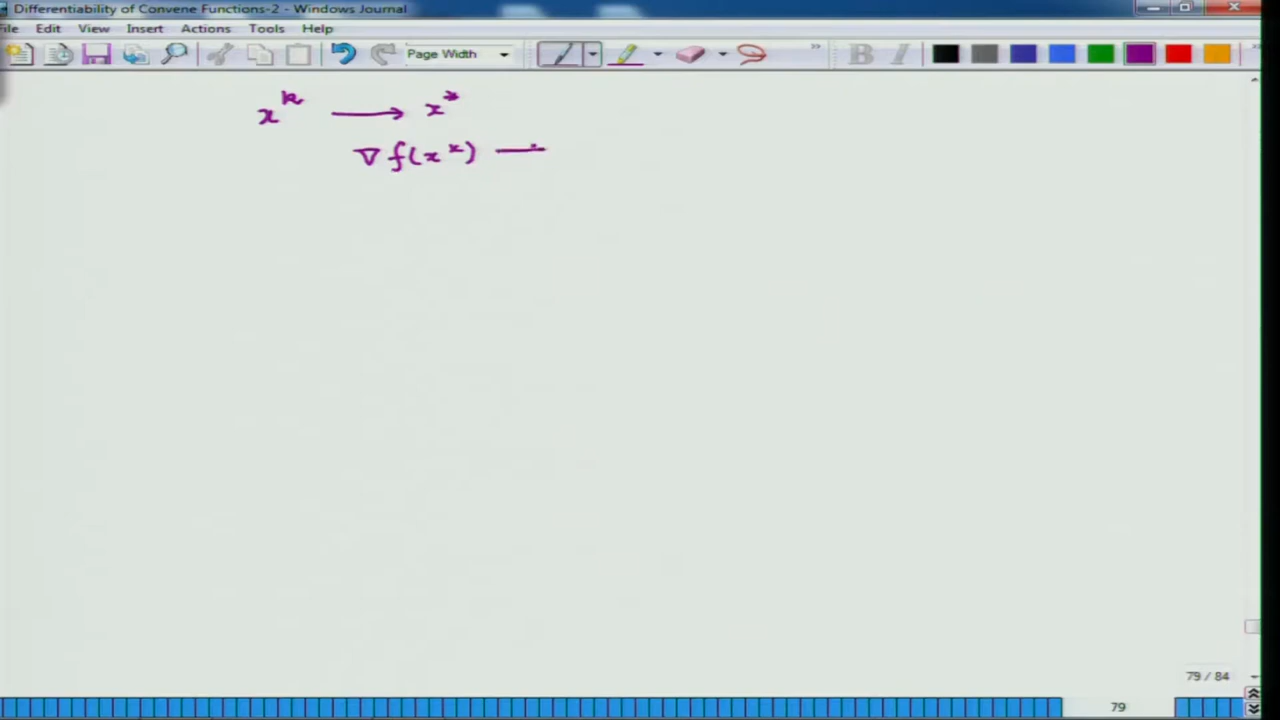 Differentiability of Convene Functions-2 - Windows Journal
File Edit View Insert Actions Tools Help
Page Width
x^k ⟶ x^*
∇f(x^k) —
79 / 84
79